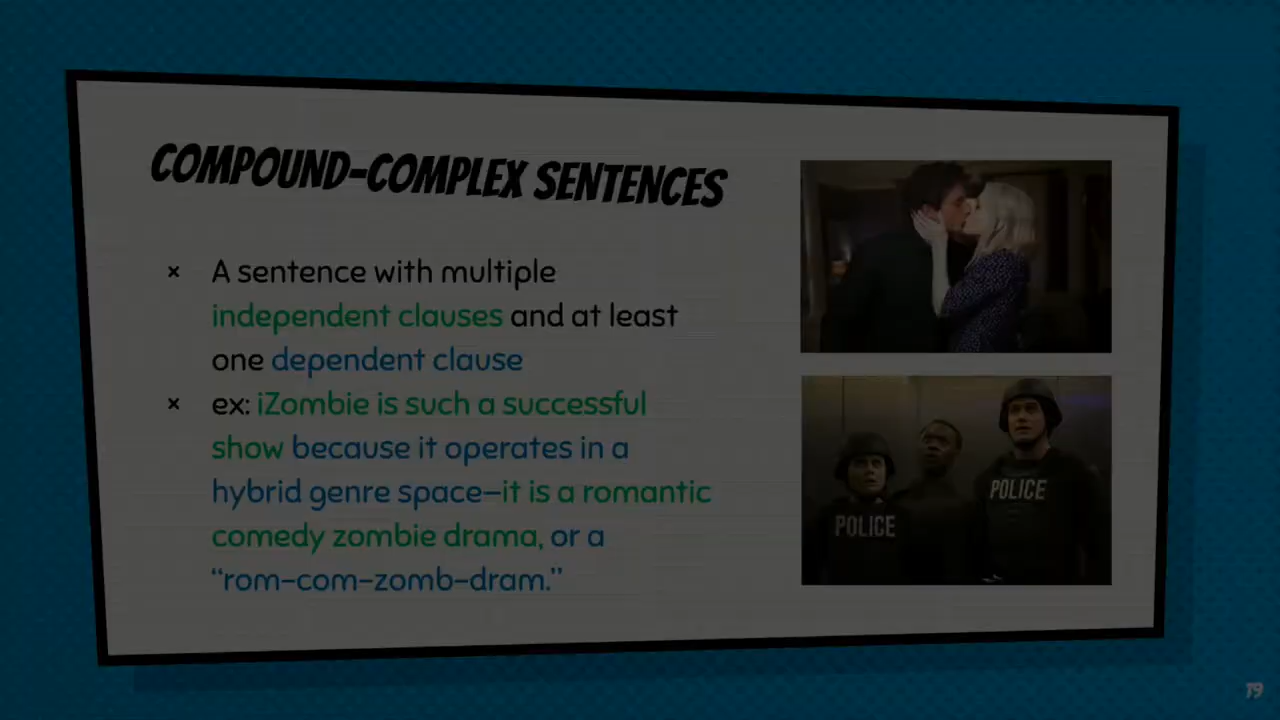 COMPOUND-COMPLEX SENTENCES
× A sentence with multiple
independent clauses and at least
one dependent clause
× ex: iZombie is such a successful
show because it operates in a
hybrid genre space—it is a romantic
comedy zombie drama, or a
“rom-com-zomb-dram.”
POLICE
POLICE
19